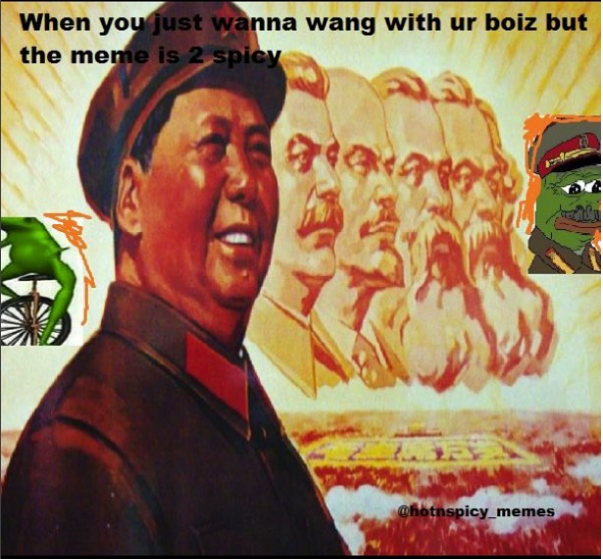 When you just wanna wang with ur boiz but
the meme is 2 spicy
@hotnspicy_memes